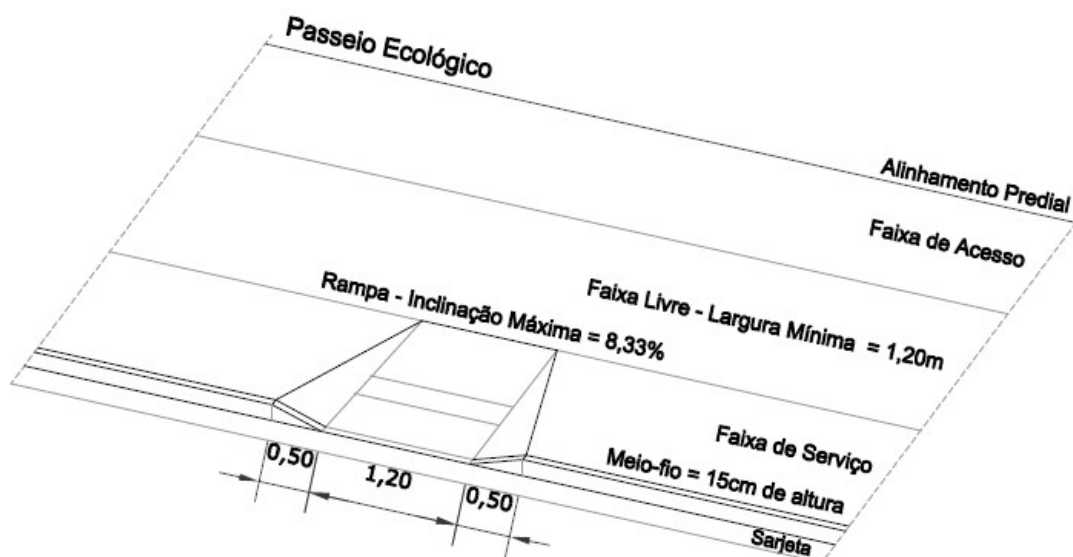 Passeio Ecológico
Alinhamento Predial
Faixa de Acesso
Rampa - Inclinação Máxima = 8,33%
Faixa Livre - Largura Mínima = 1,20m
Faixa de Serviço
Meio-fio = 15cm de altura
Sarjeta
0,50
1,20
0,50